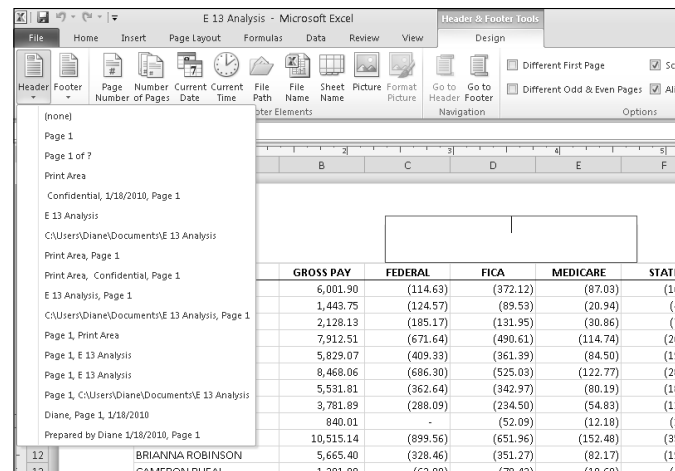 E 13 Analysis - Microsoft Excel
Header & Footer Tools
File Home Insert Page Layout Formulas Data Review View Design
Header Footer Page Number Number of Pages Current Date Current Time File Path File Name Sheet Name Picture Format Picture Go to Header Go to Footer
Different First Page
Different Odd & Even Pages
Elements Navigation Options
(none)
Page 1
Page 1 of ?
Print Area
Confidential, 1/18/2010, Page 1
E 13 Analysis
C:\Users\Diane\Documents\E 13 Analysis
Print Area, Page 1
Print Area, Confidential, Page 1
E 13 Analysis, Page 1
C:\Users\Diane\Documents\E 13 Analysis, Page 1
Page 1, Print Area
Page 1, E 13 Analysis
Page 1, E 13 Analysis
Page 1, C:\Users\Diane\Documents\E 13 Analysis
Diane, Page 1, 1/18/2010
Prepared by Diane 1/18/2010, Page 1
2 3 4 5
B C D E F
GROSS PAY FEDERAL FICA MEDICARE
6,001.90 (114.63) (372.12) (87.03)
1,443.75 (124.57) (89.53) (20.94)
2,128.13 (185.17) (131.95) (30.86)
7,912.51 (671.64) (490.61) (114.74)
5,829.07 (409.33) (361.39) (84.50)
8,468.06 (686.30) (525.03) (122.77)
5,531.81 (362.64) (342.97) (80.19)
3,781.89 (288.09) (234.50) (54.83)
840.01 - (52.09) (12.18)
10,515.14 (899.56) (651.96) (152.48)
12 BRIANNA ROBINSON 5,665.40 (328.46) (351.27) (82.17)